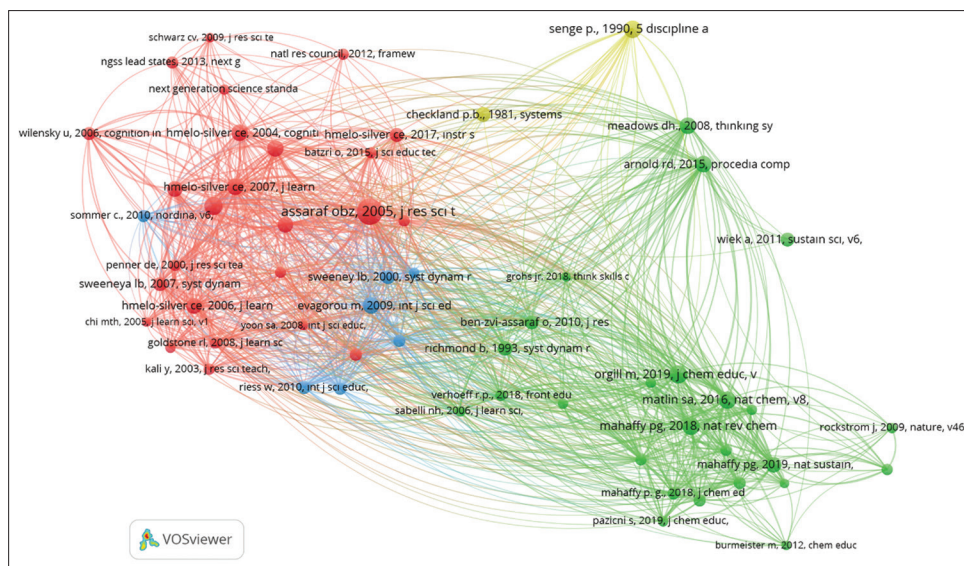 senge p., 1990, 5 discipline a
schwarz cv, 2009, j res sci te
natl res council, 2012, framew
ngss lead states, 2013, next g
next generation science standa
checkland p.b., 1981, systems
meadows dh., 2008, thinking sy
wilensky u, 2006, cognition in
hmelo-silver ce, 2004, cogniti
hmelo-silver ce, 2017, instr s
batzri o, 2015, j sci educ tec
arnold rd, 2015, procedia comp
hmelo-silver ce, 2007, j learn
sommer c., 2010, nordina, v6,
assaraf obz, 2005, j res sci t
wiek a, 2011, sustain sci, v6,
penner de, 2000, j res sci tea
sweeney lb, 2000, syst dynam r
grohs jr, 2018, think skills c
sweeneya lb, 2007, syst dynam
hmelo-silver ce, 2006, j learn
evagorou m, 2009, int j sci ed
chi mth, 2005, j learn sci, v1
yoon sa, 2008, int j sci educ,
ben-zvi-assaraf o, 2010, j res
goldstone rl, 2008, j learn sc
richmond b, 1993, syst dynam r
kali y, 2003, j res sci teach,
orgill m, 2019, j chem educ, v
riess w, 2010, int j sci educ,
verhoeff r.p., 2018, front edu
matlin sa, 2016, nat chem, v8,
sabelli nh, 2006, j learn sci,
mahaffy pg, 2018, nat rev chem
rockstrom j, 2009, nature, v46
mahaffy pg, 2019, nat sustain,
mahaffy p. g., 2018, j chem ed
pazicni s, 2019, j chem educ,
burmeister m, 2012, chem educ
VOSviewer